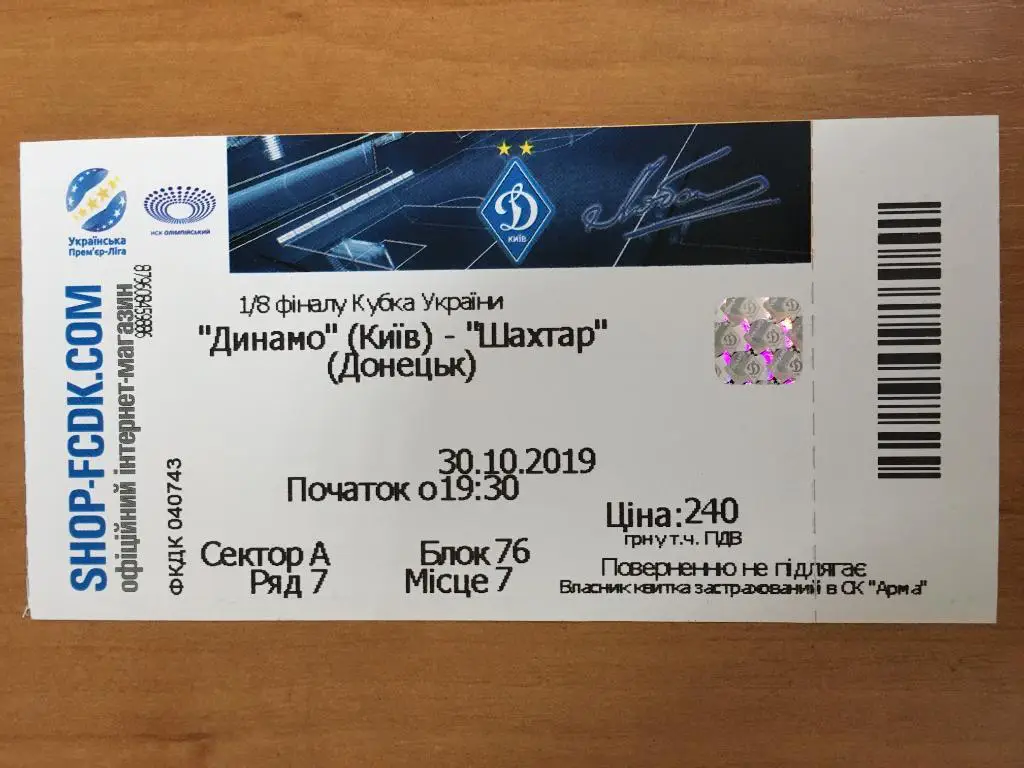 SHOP-FCDK.COM
офіційний інтернет-магазин
ФКДК 040743
Українська
Прем'єр-Ліга
НСК ОЛІМПІЙСЬКИЙ
Д
КИЇВ
1/8 фіналу Кубка України
"Динамо" (Київ) - "Шахтар"
(Донецьк)
30.10.2019
Початок о19:30
Ціна:240
грн у т.ч. ПДВ
Сектор А
Блок 76
Ряд 7
Місце 7
Поверненню не підлягає
Власник квитка застрахований в СК "Арма"